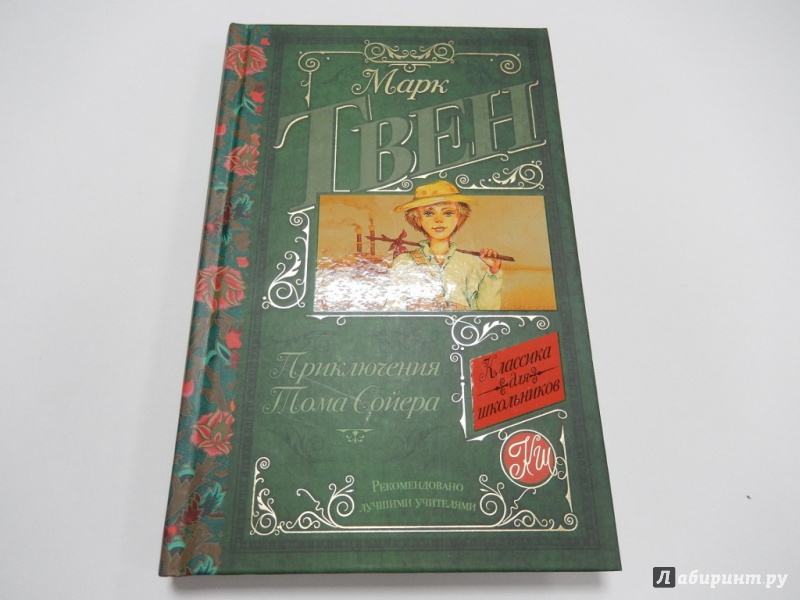 Марк
ТВЕН
Приключения
Тома Сойера
Классика
для
школьников
КШ
Рекомендовано
лучшими учителями
Лабиринт.ру